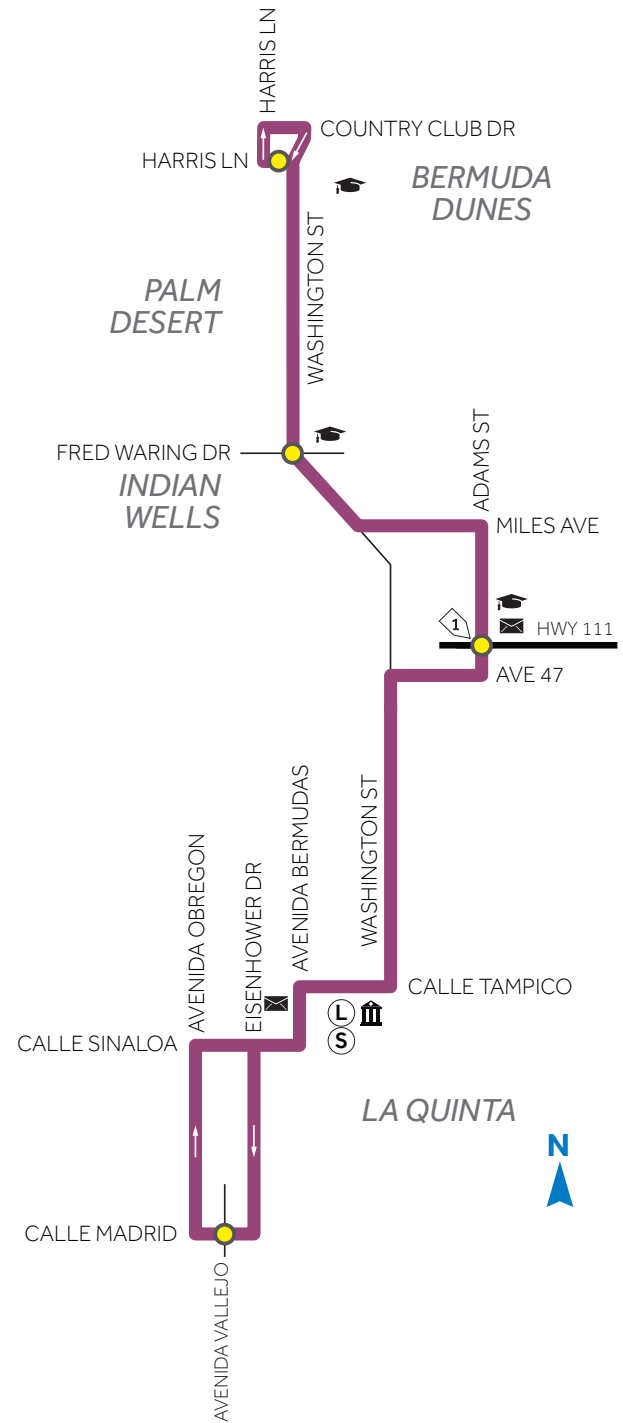 HARRIS LN
COUNTRY CLUB DR
HARRIS LN
BERMUDA
DUNES
WASHINGTON ST
PALM
DESERT
FRED WARING DR
INDIAN
WELLS
ADAMS ST
MILES AVE
1
HWY 111
AVE 47
WASHINGTON ST
AVENIDA BERMUDAS
AVENIDA OBREGON
EISENHOWER DR
CALLE TAMPICO
L
S
CALLE SINALOA
LA QUINTA
N
CALLE MADRID
AVENIDA VALLEJO